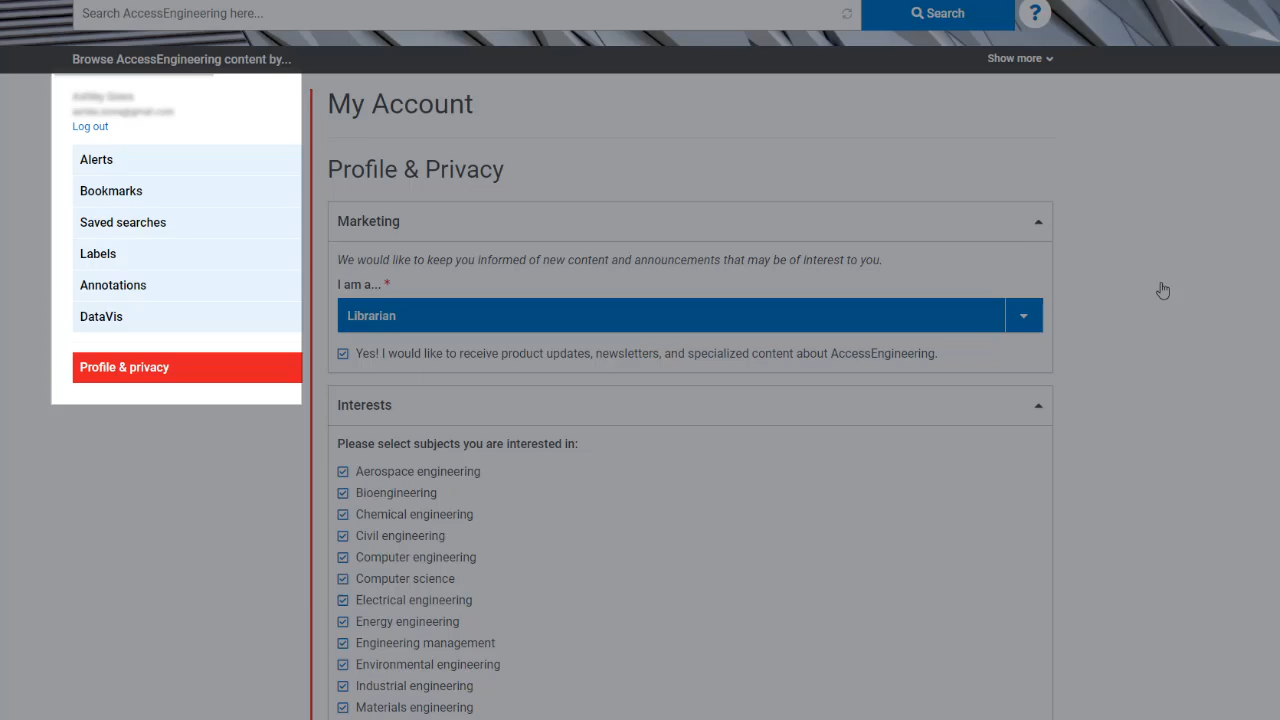 Search AccessEngineering here...
Search
?
Browse AccessEngineering content by...
Show more
Log out
Alerts
Bookmarks
Saved searches
Labels
Annotations
DataVis
Profile & privacy
My Account
Profile & Privacy
Marketing
We would like to keep you informed of new content and announcements that may be of interest to you.
I am a... *
Librarian
Yes! I would like to receive product updates, newsletters, and specialized content about AccessEngineering.
Interests
Please select subjects you are interested in:
Aerospace engineering
Bioengineering
Chemical engineering
Civil engineering
Computer engineering
Computer science
Electrical engineering
Energy engineering
Engineering management
Environmental engineering
Industrial engineering
Materials engineering